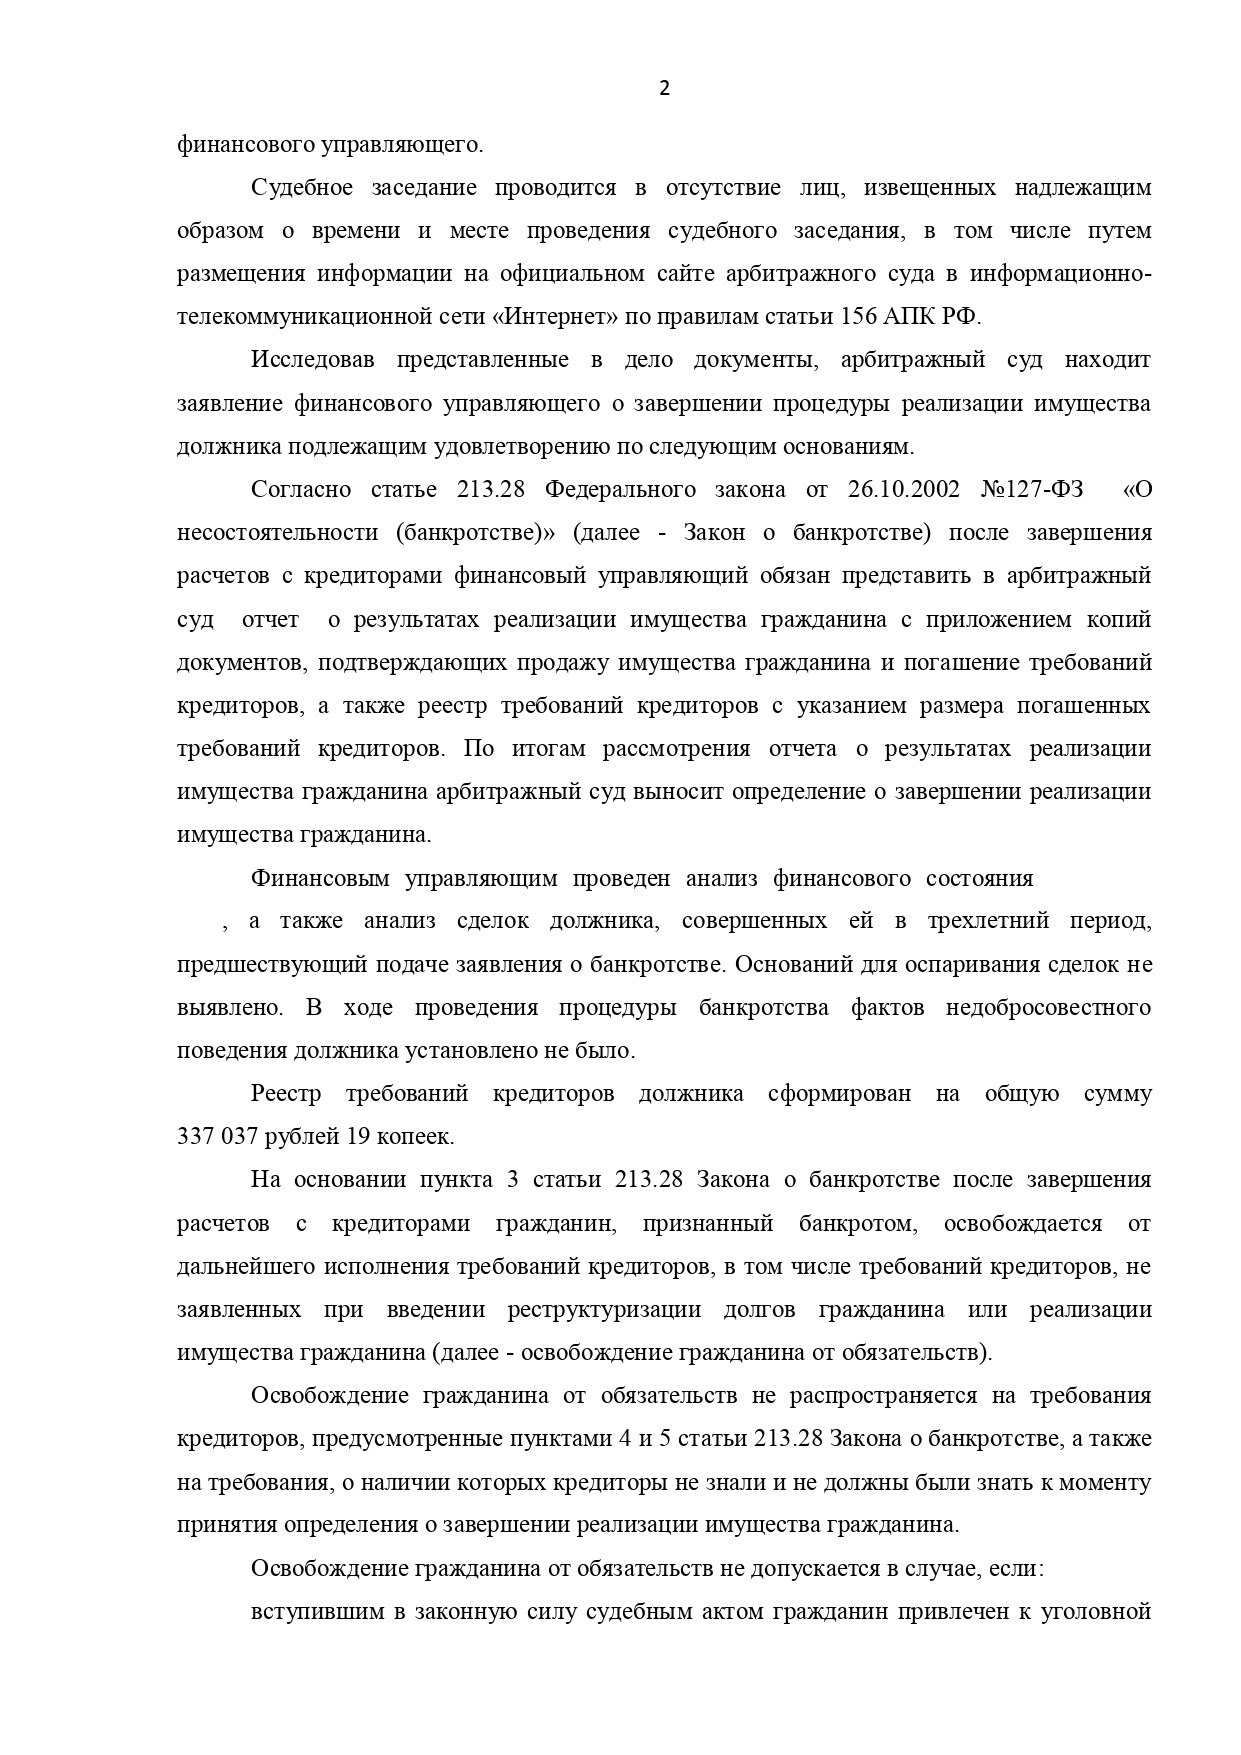 2
финансового управляющего.
Судебное заседание проводится в отсутствие лиц, извещенных надлежащим
образом о времени и месте проведения судебного заседания, в том числе путем
размещения информации на официальном сайте арбитражного суда в информационно-
телекоммуникационной сети «Интернет» по правилам статьи 156 АПК РФ.
Исследовав представленные в дело документы, арбитражный суд находит
заявление финансового управляющего о завершении процедуры реализации имущества
должника подлежащим удовлетворению по следующим основаниям.
Согласно статье 213.28 Федерального закона от 26.10.2002 №127-ФЗ «О
несостоятельности (банкротстве)» (далее - Закон о банкротстве) после завершения
расчетов с кредиторами финансовый управляющий обязан представить в арбитражный
суд отчет о результатах реализации имущества гражданина с приложением копий
документов, подтверждающих продажу имущества гражданина и погашение требований
кредиторов, а также реестр требований кредиторов с указанием размера погашенных
требований кредиторов. По итогам рассмотрения отчета о результатах реализации
имущества гражданина арбитражный суд выносит определение о завершении реализации
имущества гражданина.
Финансовым управляющим проведен анализ финансового состояния
, а также анализ сделок должника, совершенных ей в трехлетний период,
предшествующий подаче заявления о банкротстве. Оснований для оспаривания сделок не
выявлено. В ходе проведения процедуры банкротства фактов недобросовестного
поведения должника установлено не было.
Реестр требований кредиторов должника сформирован на общую сумму
337 037 рублей 19 копеек.
На основании пункта 3 статьи 213.28 Закона о банкротстве после завершения
расчетов с кредиторами гражданин, признанный банкротом, освобождается от
дальнейшего исполнения требований кредиторов, в том числе требований кредиторов, не
заявленных при введении реструктуризации долгов гражданина или реализации
имущества гражданина (далее - освобождение гражданина от обязательств).
Освобождение гражданина от обязательств не распространяется на требования
кредиторов, предусмотренные пунктами 4 и 5 статьи 213.28 Закона о банкротстве, а также
на требования, о наличии которых кредиторы не знали и не должны были знать к моменту
принятия определения о завершении реализации имущества гражданина.
Освобождение гражданина от обязательств не допускается в случае, если:
вступившим в законную силу судебным актом гражданин привлечен к уголовной